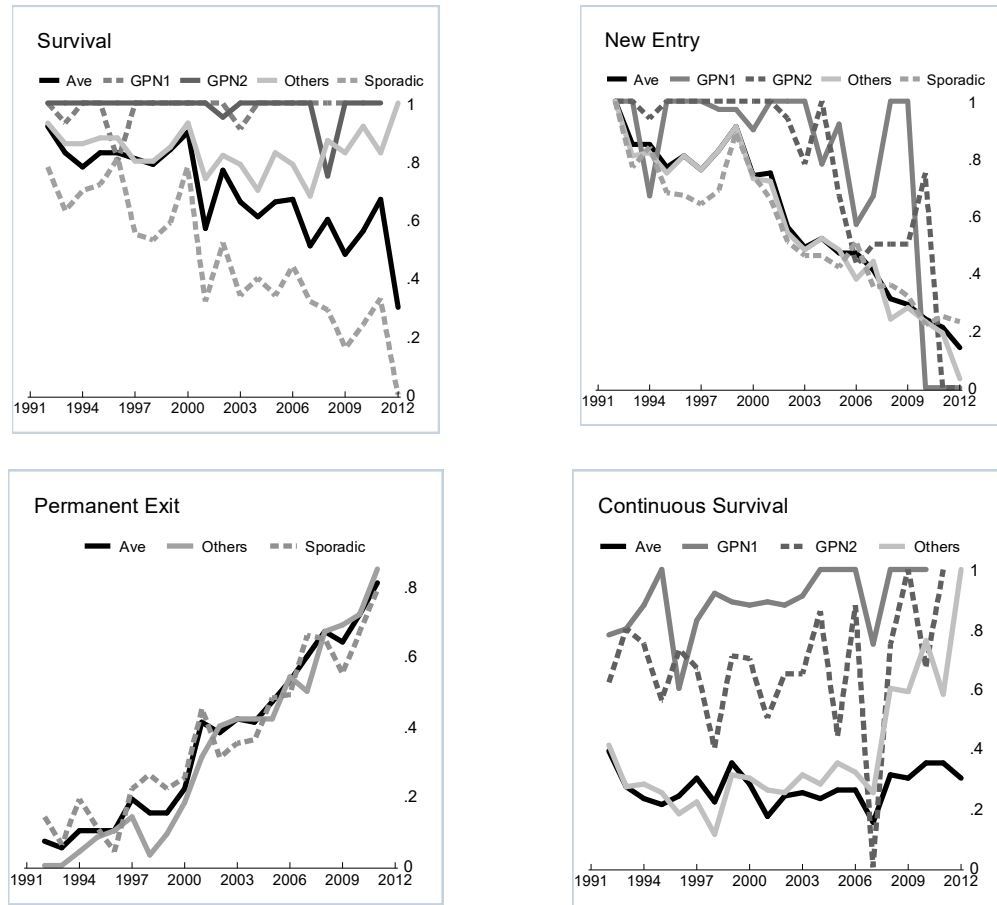 Survival
Ave GPN1 GPN2 Others Sporadic
1
.8
.6
.4
.2
0
1991 1994 1997 2000 2003 2006 2009 2012
New Entry
Ave GPN1 GPN2 Others Sporadic
1
.8
.6
.4
.2
0
1991 1994 1997 2000 2003 2006 2009 2012
Permanent Exit
Ave Others Sporadic
.8
.6
.4
.2
0
1991 1994 1997 2000 2003 2006 2009 2012
Continuous Survival
Ave GPN1 GPN2 Others
1
.8
.6
.4
.2
0
1991 1994 1997 2000 2003 2006 2009 2012